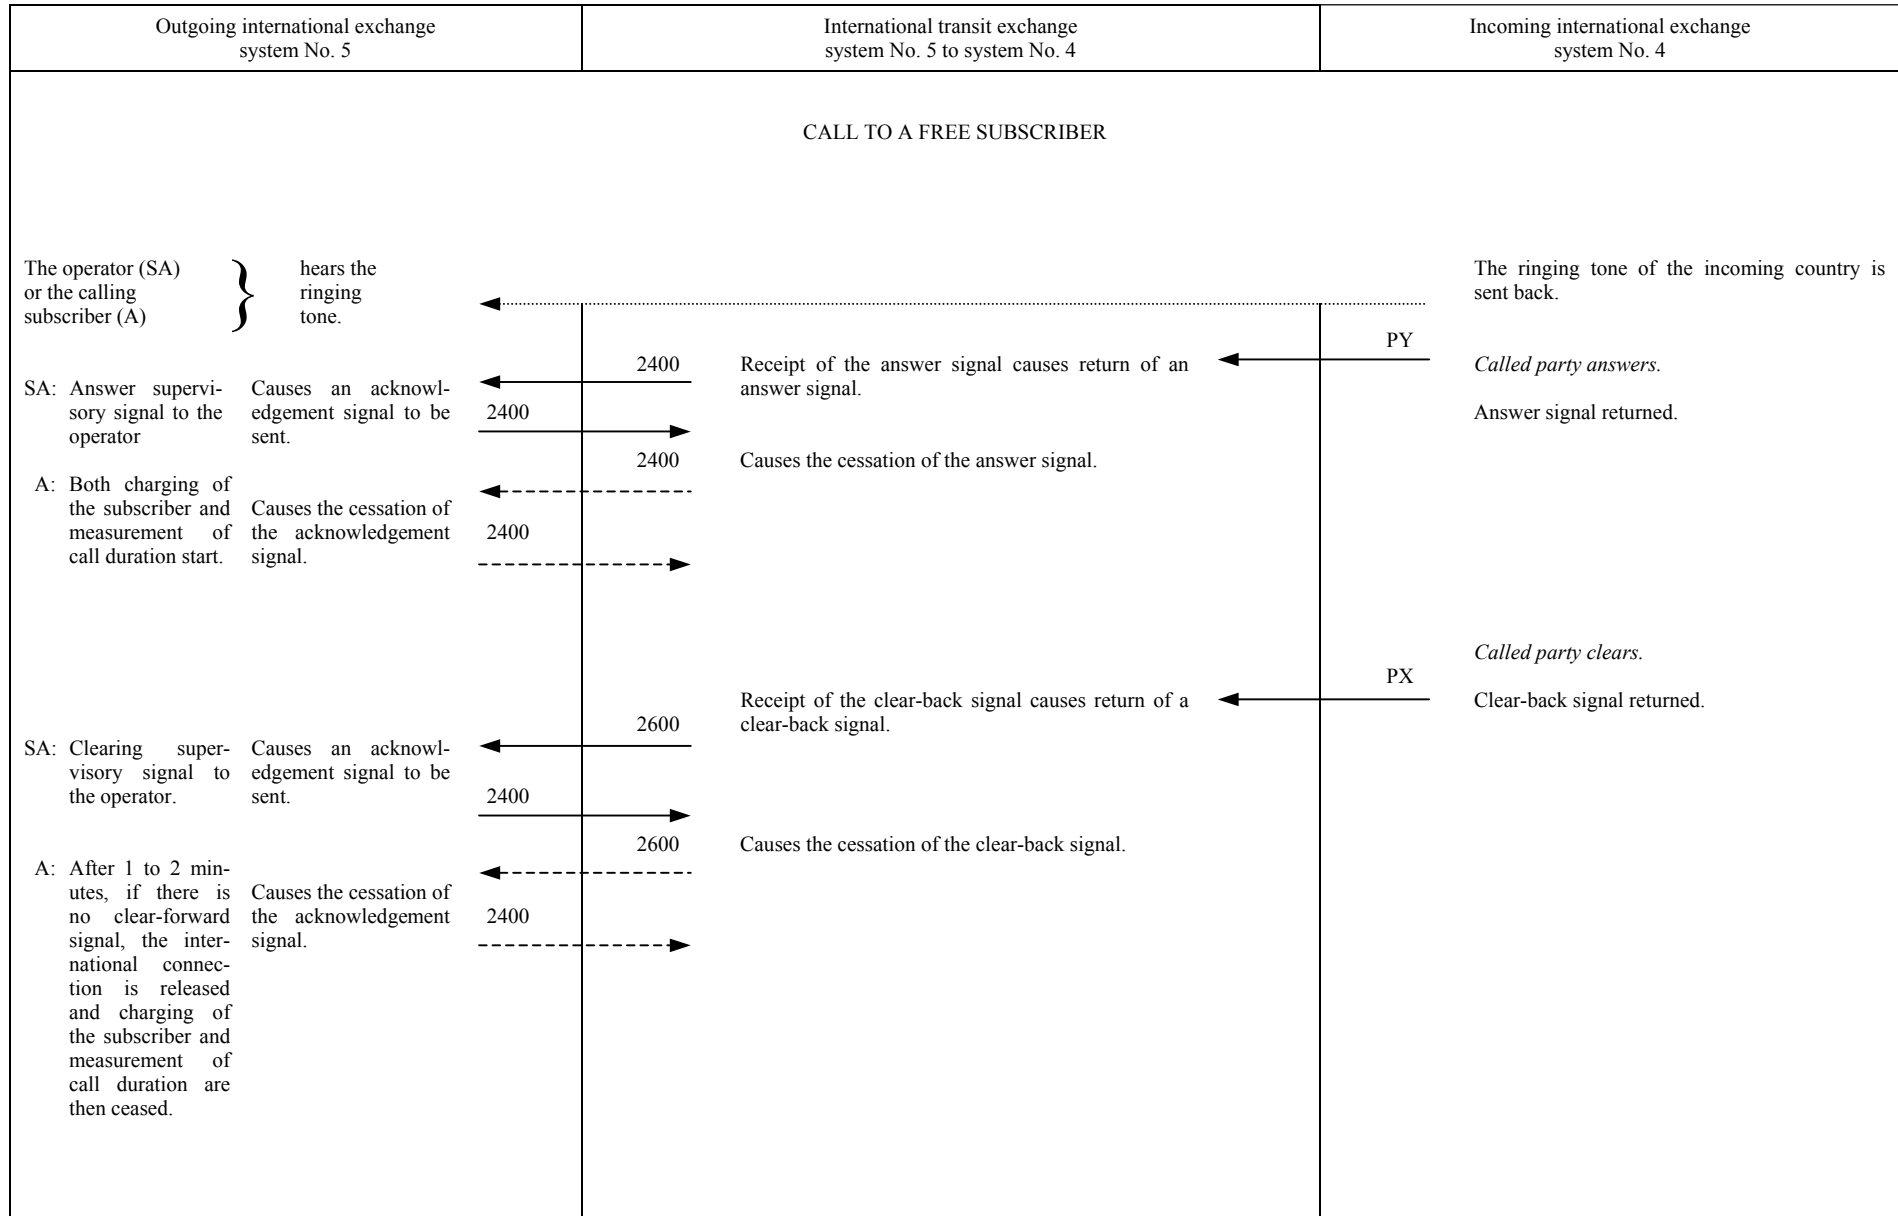 Outgoing international exchange
system No. 5
International transit exchange
system No. 5 to system No. 4
Incoming international exchange
system No. 4
CALL TO A FREE SUBSCRIBER
The operator (SA)
or the calling
subscriber (A)
}
hears the
ringing
tone.
The ringing tone of the incoming country is
sent back.
PY
2400
Receipt of the answer signal causes return of an
answer signal.
Called party answers.
Answer signal returned.
SA: Answer supervi-
sory signal to the
operator
Causes an acknowl-
edgement signal to be
sent.
2400
2400
Causes the cessation of the answer signal.
A: Both charging of
the subscriber and
measurement of
call duration start.
Causes the cessation of
the acknowledgement
signal.
2400
Called party clears.
PX
Clear-back signal returned.
Receipt of the clear-back signal causes return of a
clear-back signal.
2600
SA: Clearing super-
visory signal to
the operator.
Causes an acknowl-
edgement signal to be
sent.
2400
2600
Causes the cessation of the clear-back signal.
A: After 1 to 2 min-
utes, if there is
no clear-forward
signal, the inter-
national connec-
tion is released
and charging of
the subscriber and
measurement of
call duration are
then ceased.
Causes the cessation of
the acknowledgement
signal.
2400